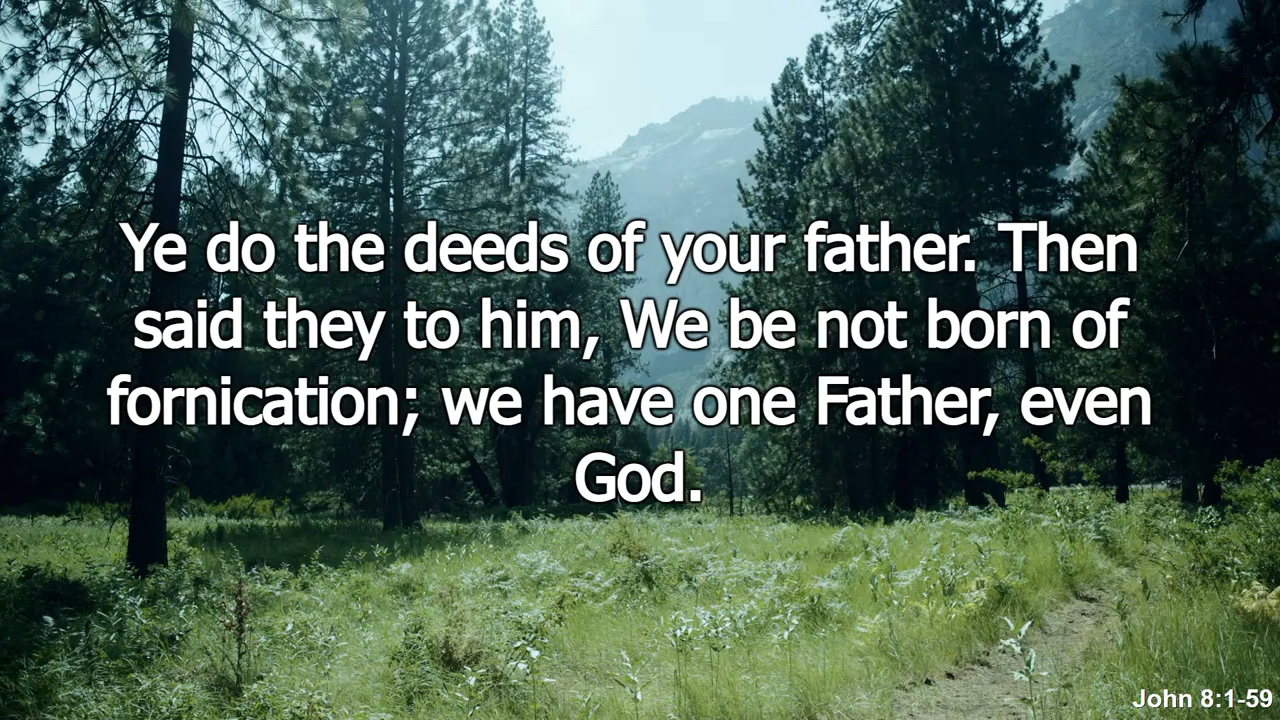 Ye do the deeds of your father. Then
said they to him, We be not born of
fornication; we have one Father, even
God.
John 8:1-59